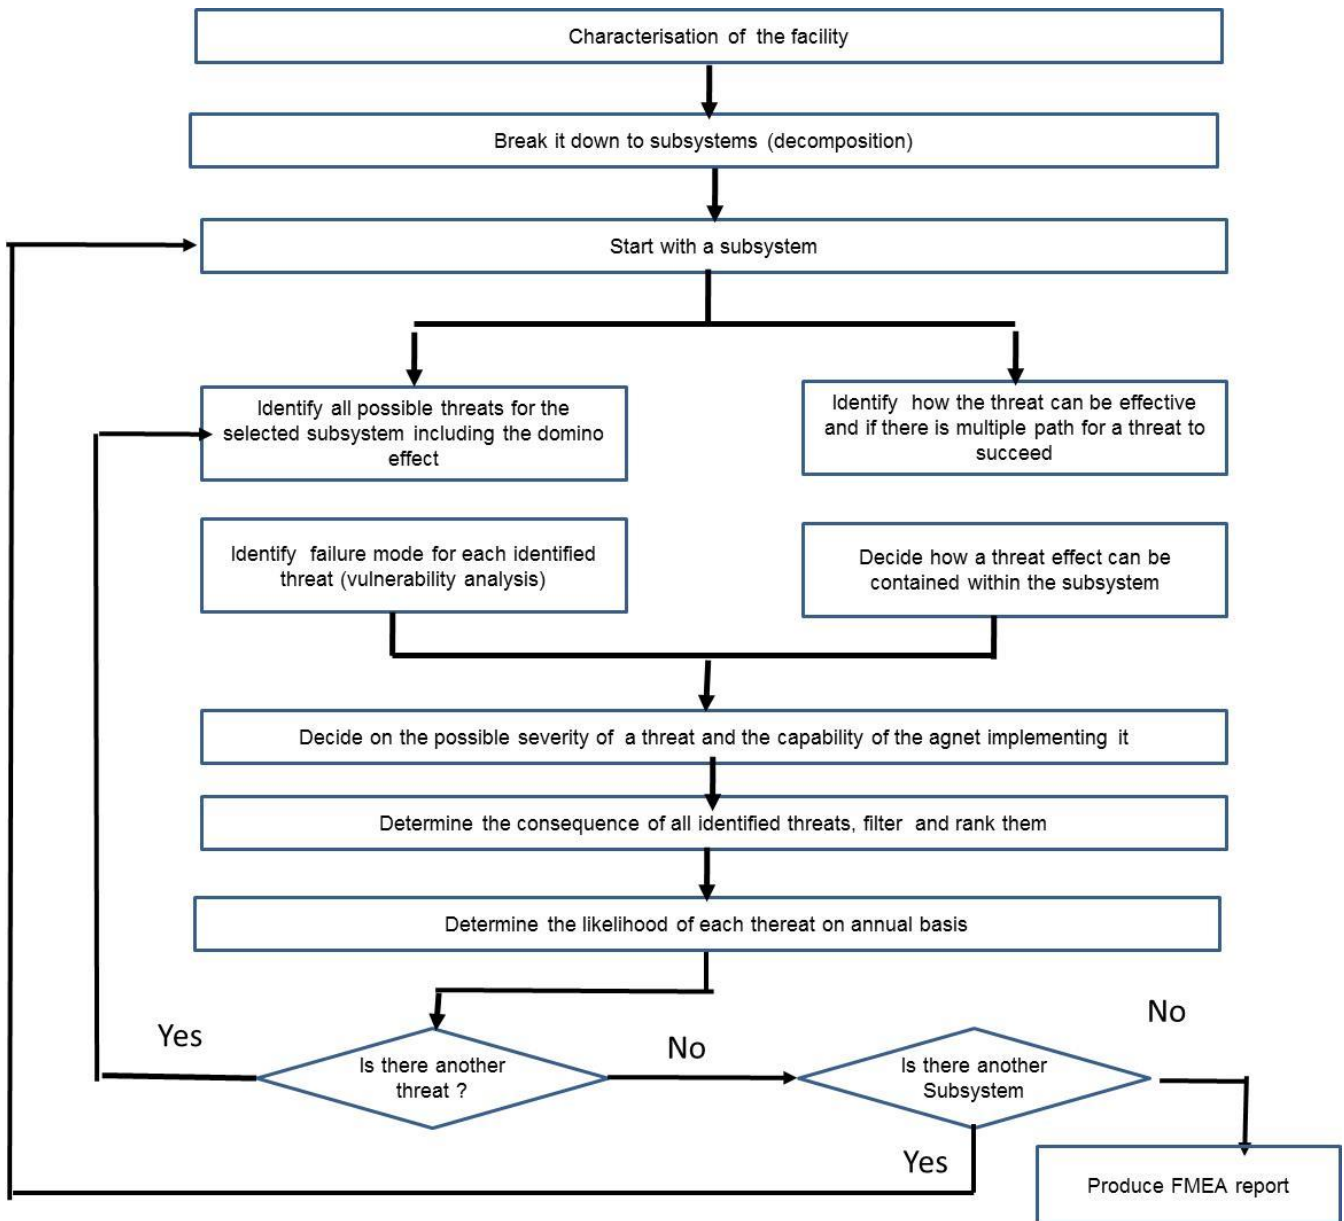 Characterisation of the facility
Break it down to subsystems (decomposition)
Start with a subsystem
Identify all possible threats for the
selected subsystem including the domino
effect
Identify how the threat can be effective
and if there is multiple path for a threat to
succeed
Identify failure mode for each identified
threat (vulnerability analysis)
Decide how a threat effect can be
contained within the subsystem
Decide on the possible severity of a threat and the capability of the agnet implementing it
Determine the consequence of all identified threats, filter and rank them
Determine the likelihood of each thereat on annual basis
Yes
Is there another
threat ?
No
Is there another
Subsystem
No
Yes
Produce FMEA report